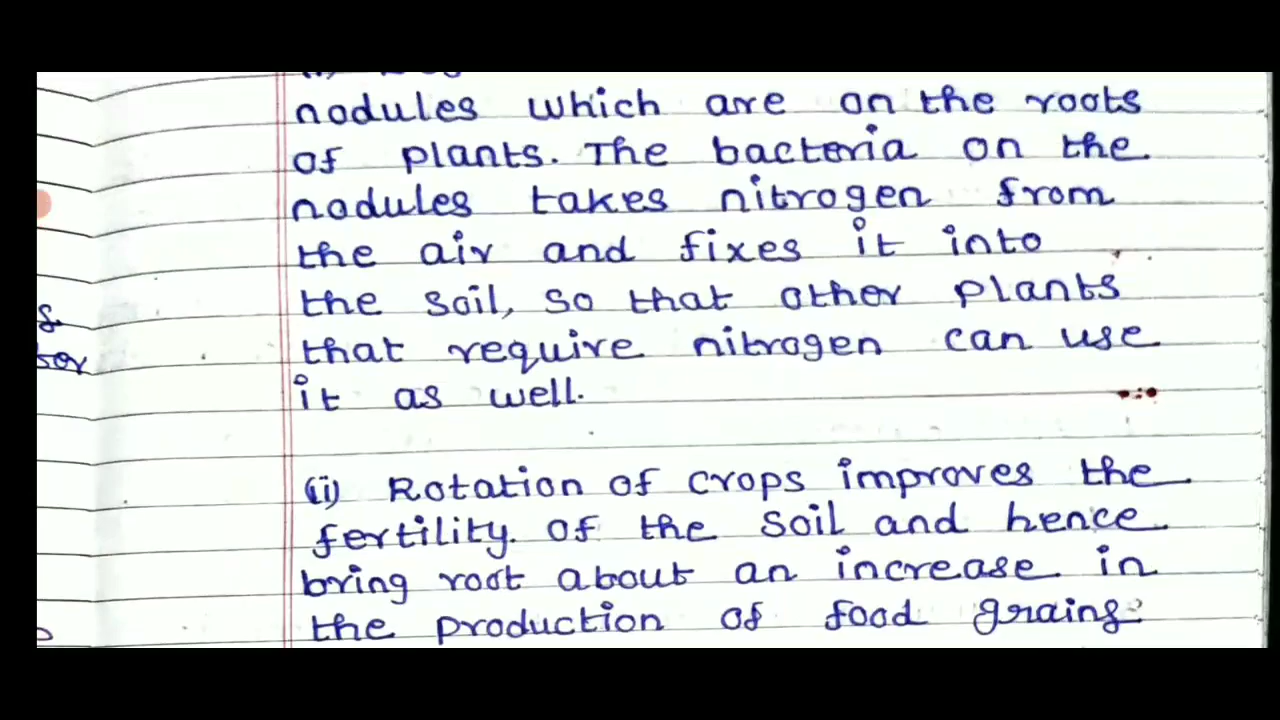 nodules which are on the roots
of plants. The bacteria on the
nodules takes nitrogen from
the air and fixes it into
the soil, so that other plants
that require nitrogen can use
it as well.
(ii) Rotation of crops improves the
fertility. of the soil and hence
bring root about an increase in
the production of food grains